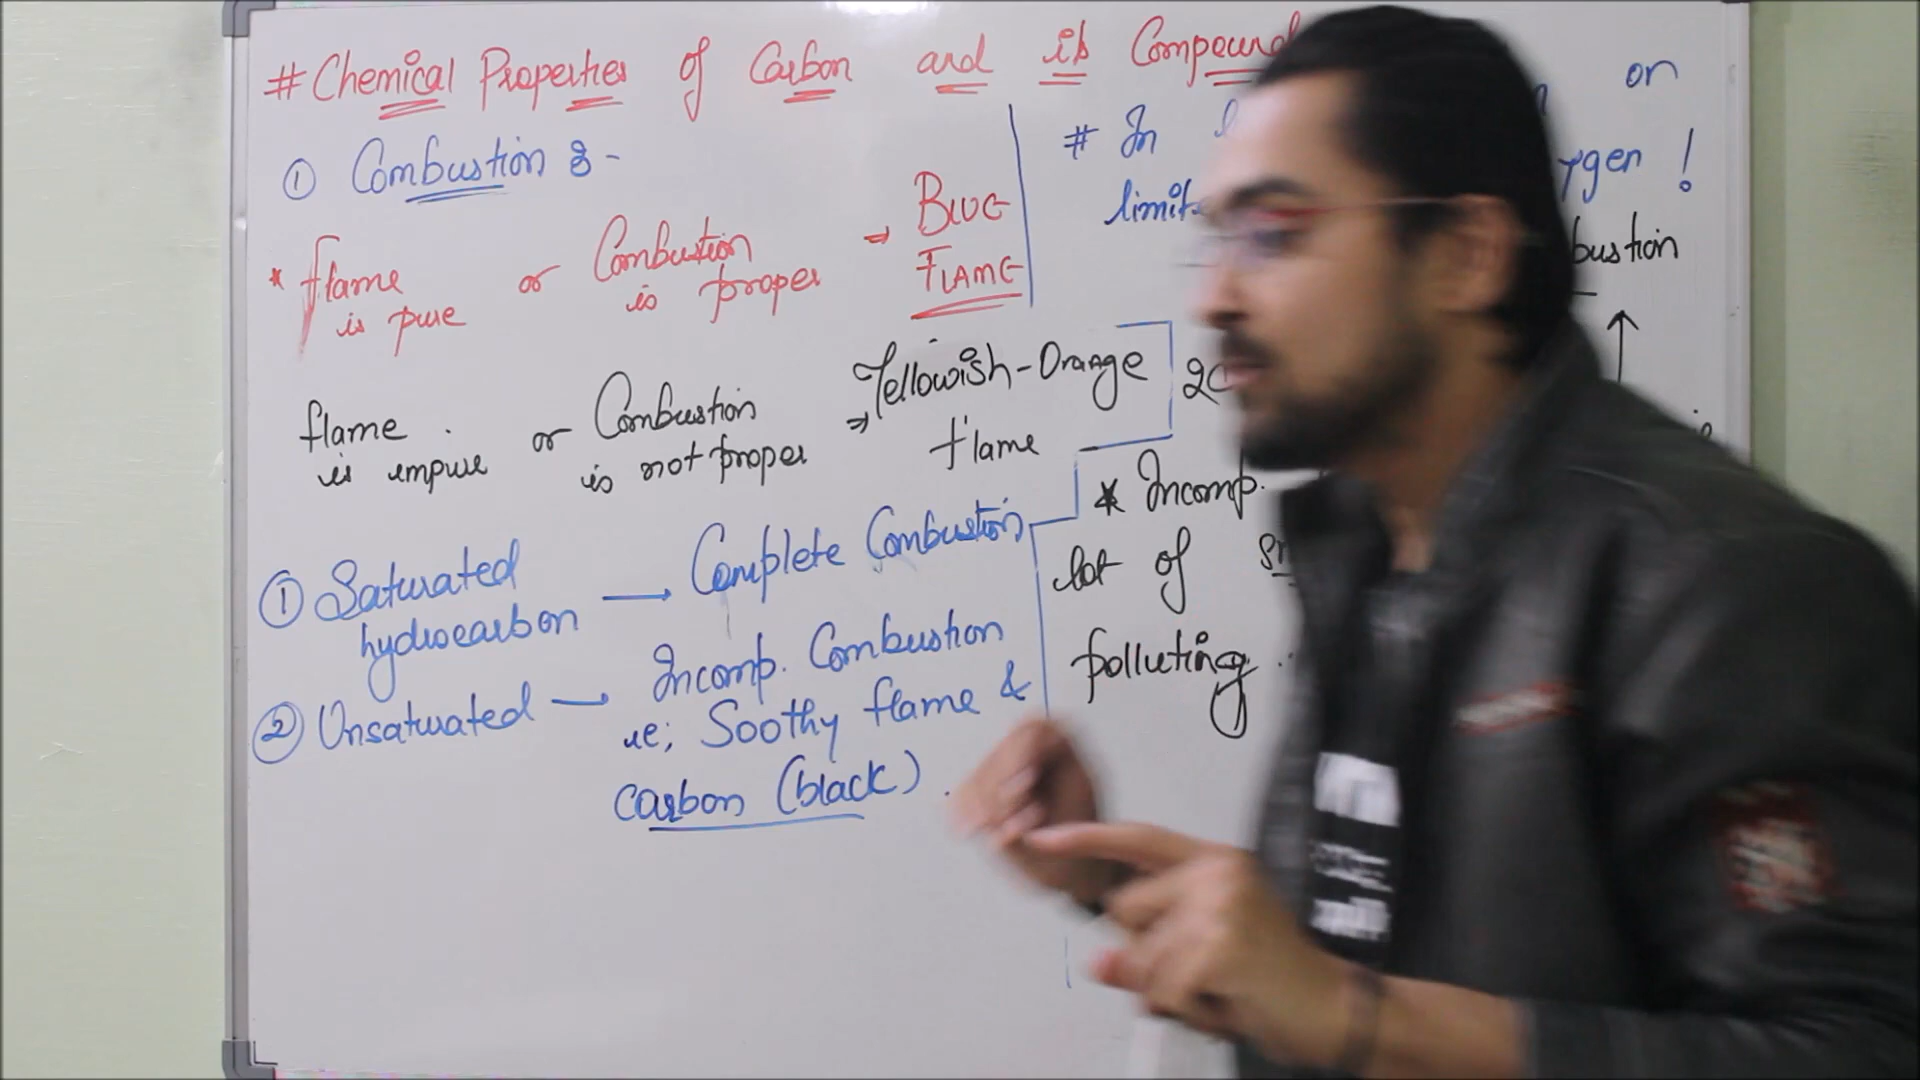 # Chemical Properties of Carbon and its Compound
① Combustion :-
* flame is pure or Combustion is proper ⇒ BLUE FLAME
flame is impure or Combustion is not proper ⇒ Yellowish-Orange flame
① Saturated hydrocarbon → Complete Combustion
② Unsaturated → Incomp. Combustion
ie; Soothy flame &
carbon (black).
# In on
limit ygen !
bustion
* Incomp.
lot of
polluting.